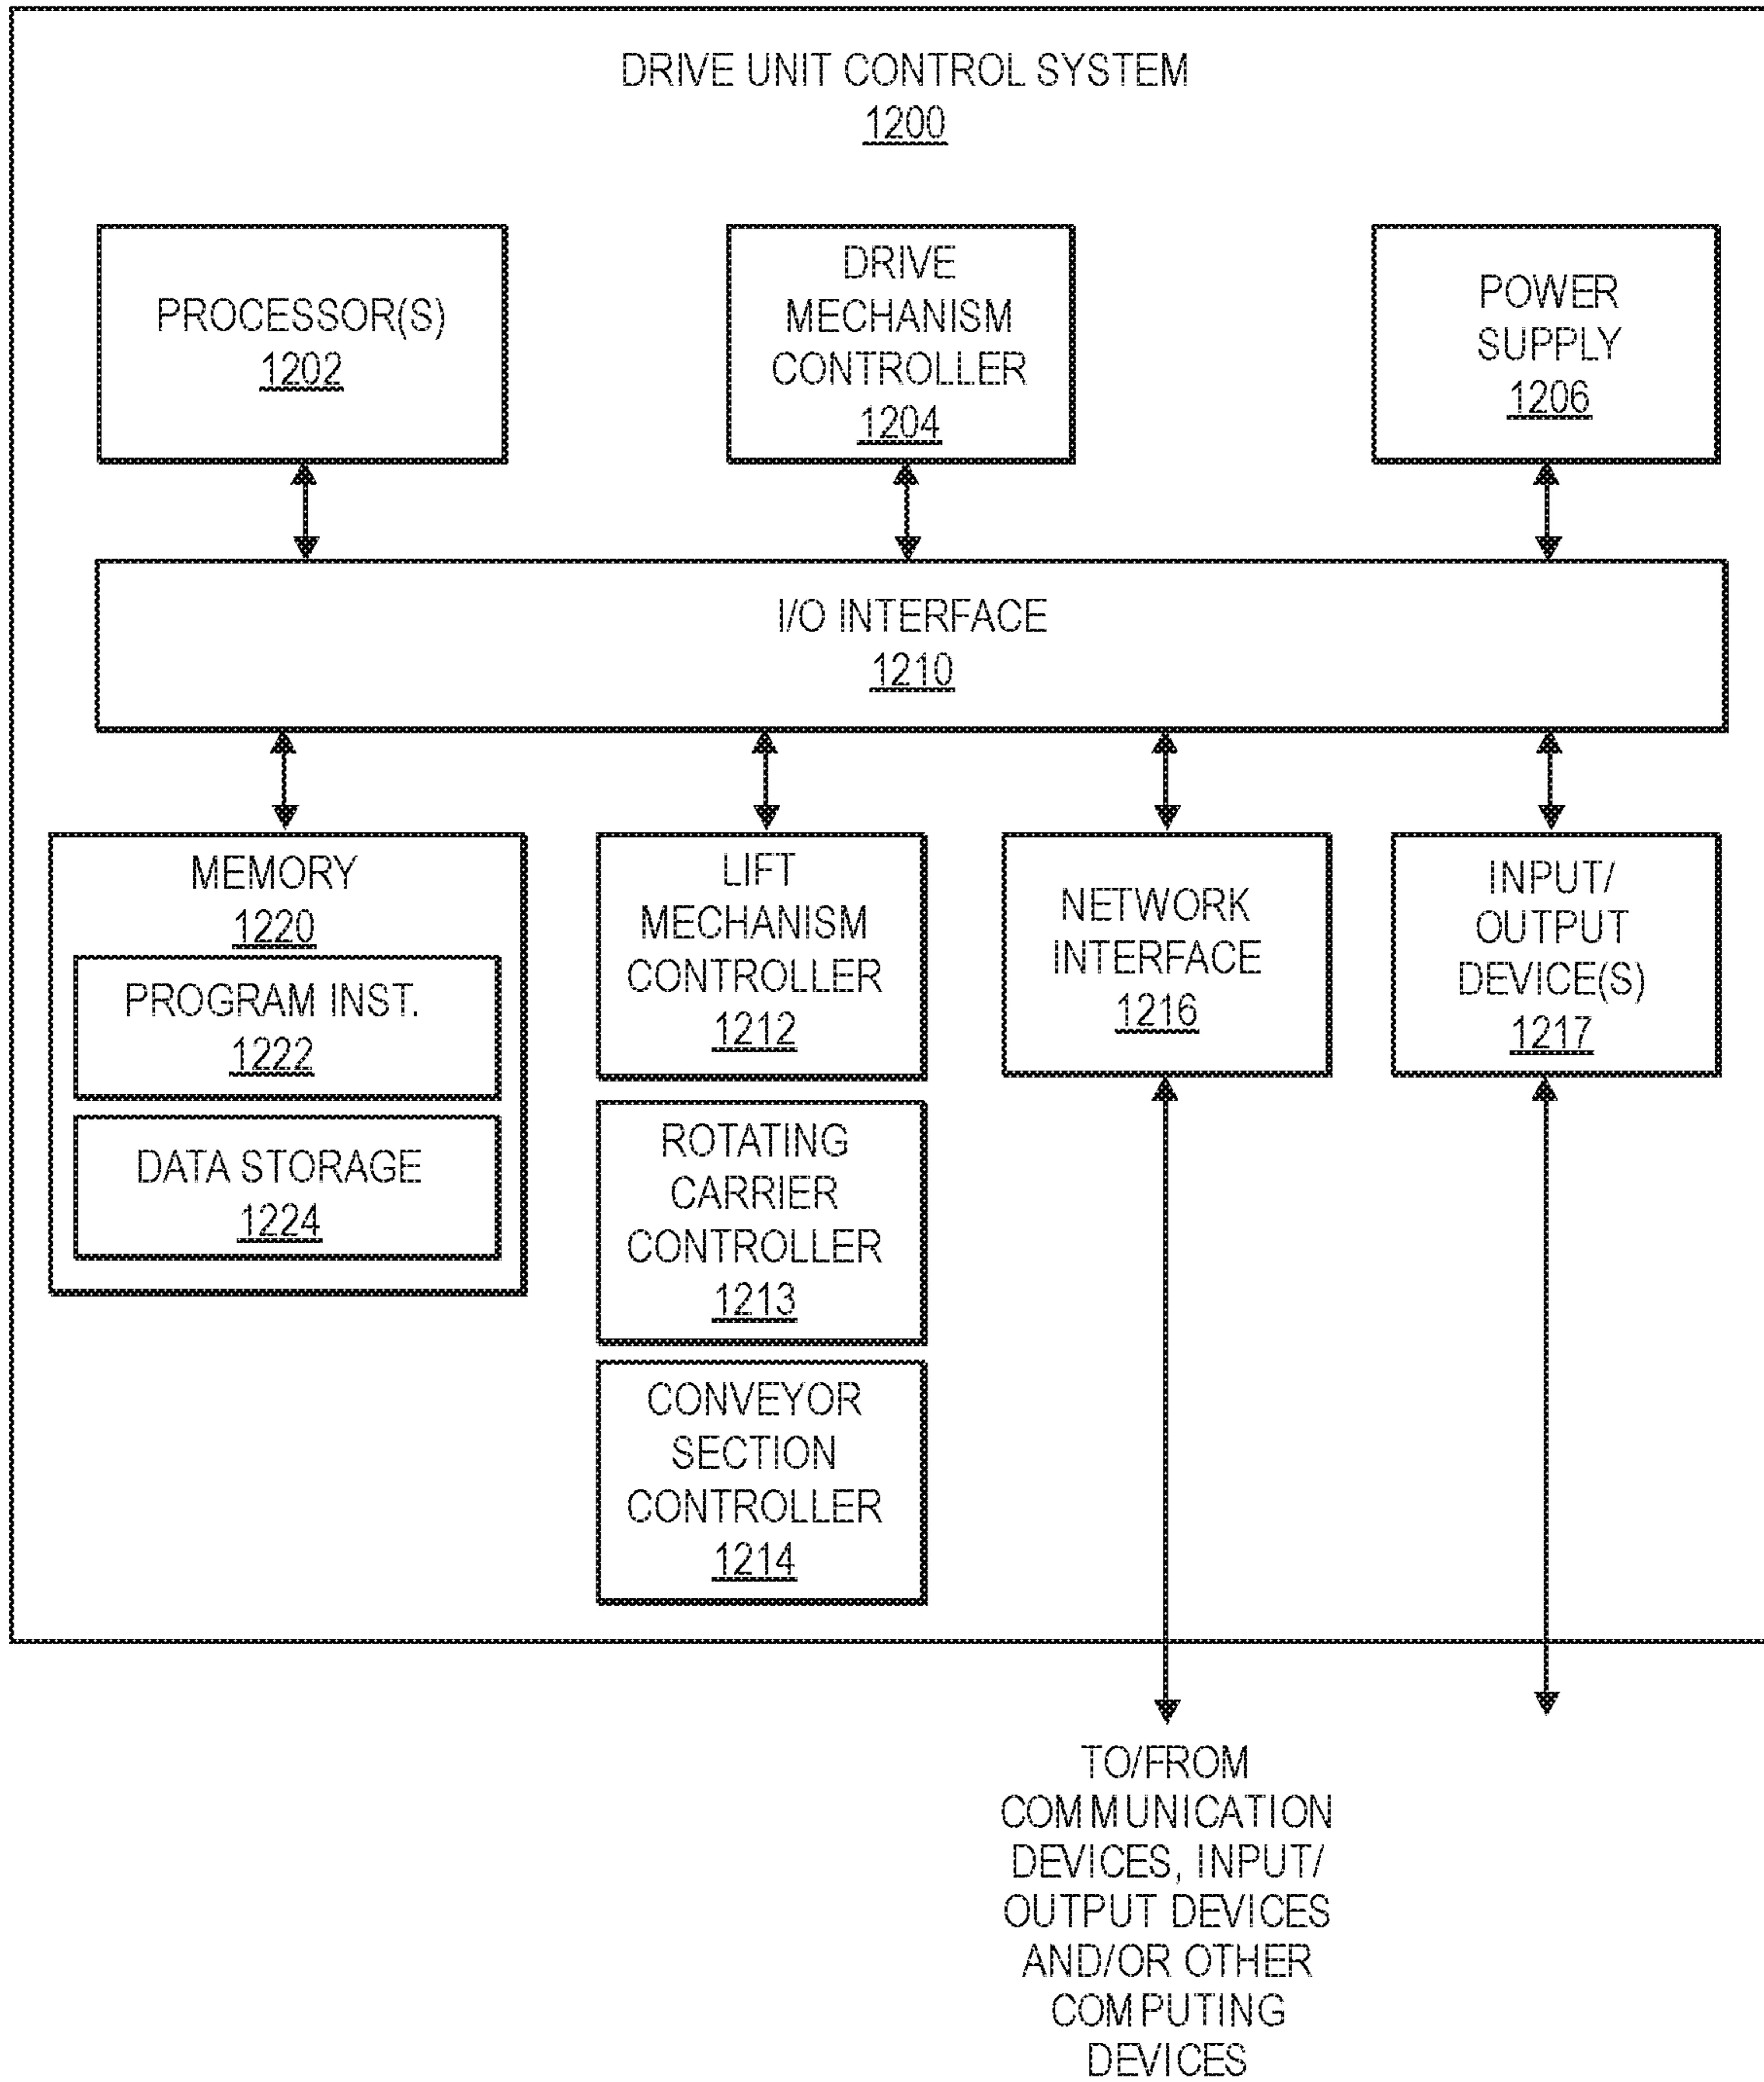 DRIVE UNIT CONTROL SYSTEM
1200
PROCESSOR(S)
1202
DRIVE
MECHANISM
CONTROLLER
1204
POWER
SUPPLY
1206
I/O INTERFACE
1210
MEMORY
1220
PROGRAM INST.
1222
DATA STORAGE
1224
LIFT
MECHANISM
CONTROLLER
1212
ROTATING
CARRIER
CONTROLLER
1213
CONVEYOR
SECTION
CONTROLLER
1214
NETWORK
INTERFACE
1216
INPUT/
OUTPUT
DEVICE(S)
1217
TO/FROM
COMMUNICATION
DEVICES, INPUT/
OUTPUT DEVICES
AND/OR OTHER
COMPUTING
DEVICES